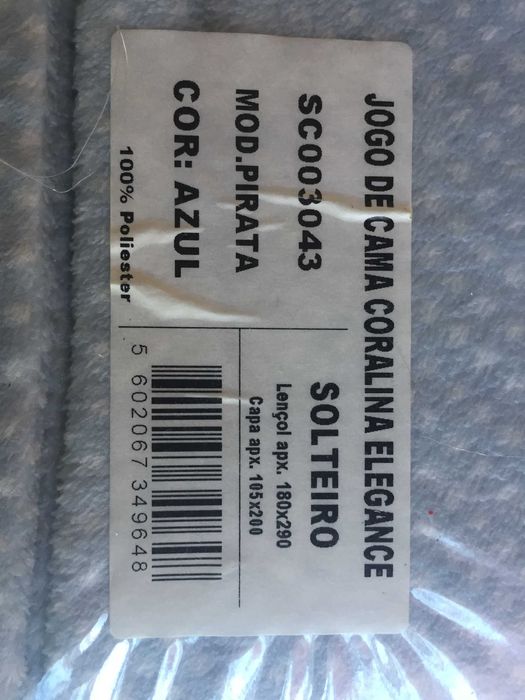 JOGO DE CAMA CORALINA ELEGANCE
SC003043
MOD.PIRATA
COR: AZUL
100% Poliester
SOLTEIRO
Lençol apx. 180x290
Capa apx. 105x200
5 602067 349648